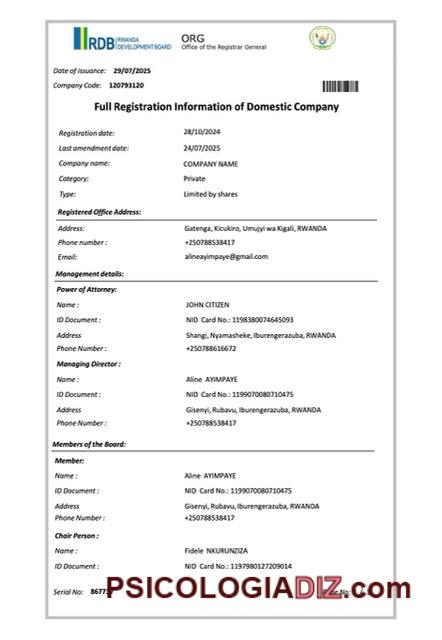 RDB RWANDA DEVELOPMENT BOARD
ORG
Office of the Registrar General
Date of issuance: 29/07/2025
Company Code: 120793120
Full Registration Information of Domestic Company
Registration date: 28/10/2024
Last amendment date: 24/07/2025
Company name: COMPANY NAME
Category: Private
Type: Limited by shares
Registered Office Address:
Address: Gatenga, Kicukiro, Umujyi wa Kigali, RWANDA
Phone number : +250788538417
Email: alineayimpaye@gmail.com
Management details:
Power of Attorney:
Name : JOHN CITIZEN
ID Document : NID Card No.: 1198380074645093
Address Shangi, Nyamasheke, Iburengerazuba, RWANDA
Phone Number : +250788616672
Managing Director :
Name : Aline AYIMPAYE
ID Document : NID Card No.: 1199070080710475
Address Gisenyi, Rubavu, Iburengerazuba, RWANDA
Phone Number : +250788538417
Members of the Board:
Member:
Name : Aline AYIMPAYE
ID Document : NID Card No.: 1199070080710475
Address Gisenyi, Rubavu, Iburengerazuba, RWANDA
Phone Number : +250788538417
Chair Person :
Name : Fidele NKURUNZIZA
ID Document : NID Card No.: 1197980127209014
Serial No:
PSICOLOGIADIZ.com